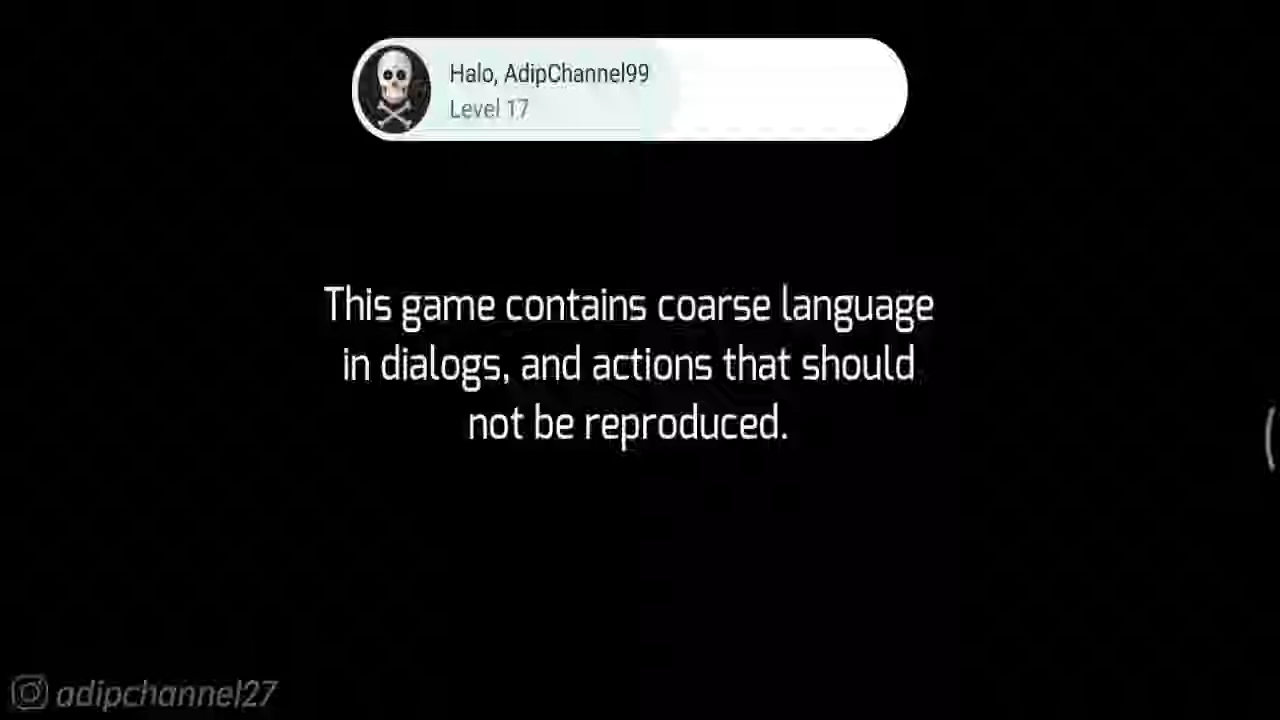 Halo, AdipChannel99
Level 17
This game contains coarse language
in dialogs, and actions that should
not be reproduced.
adipchannel27